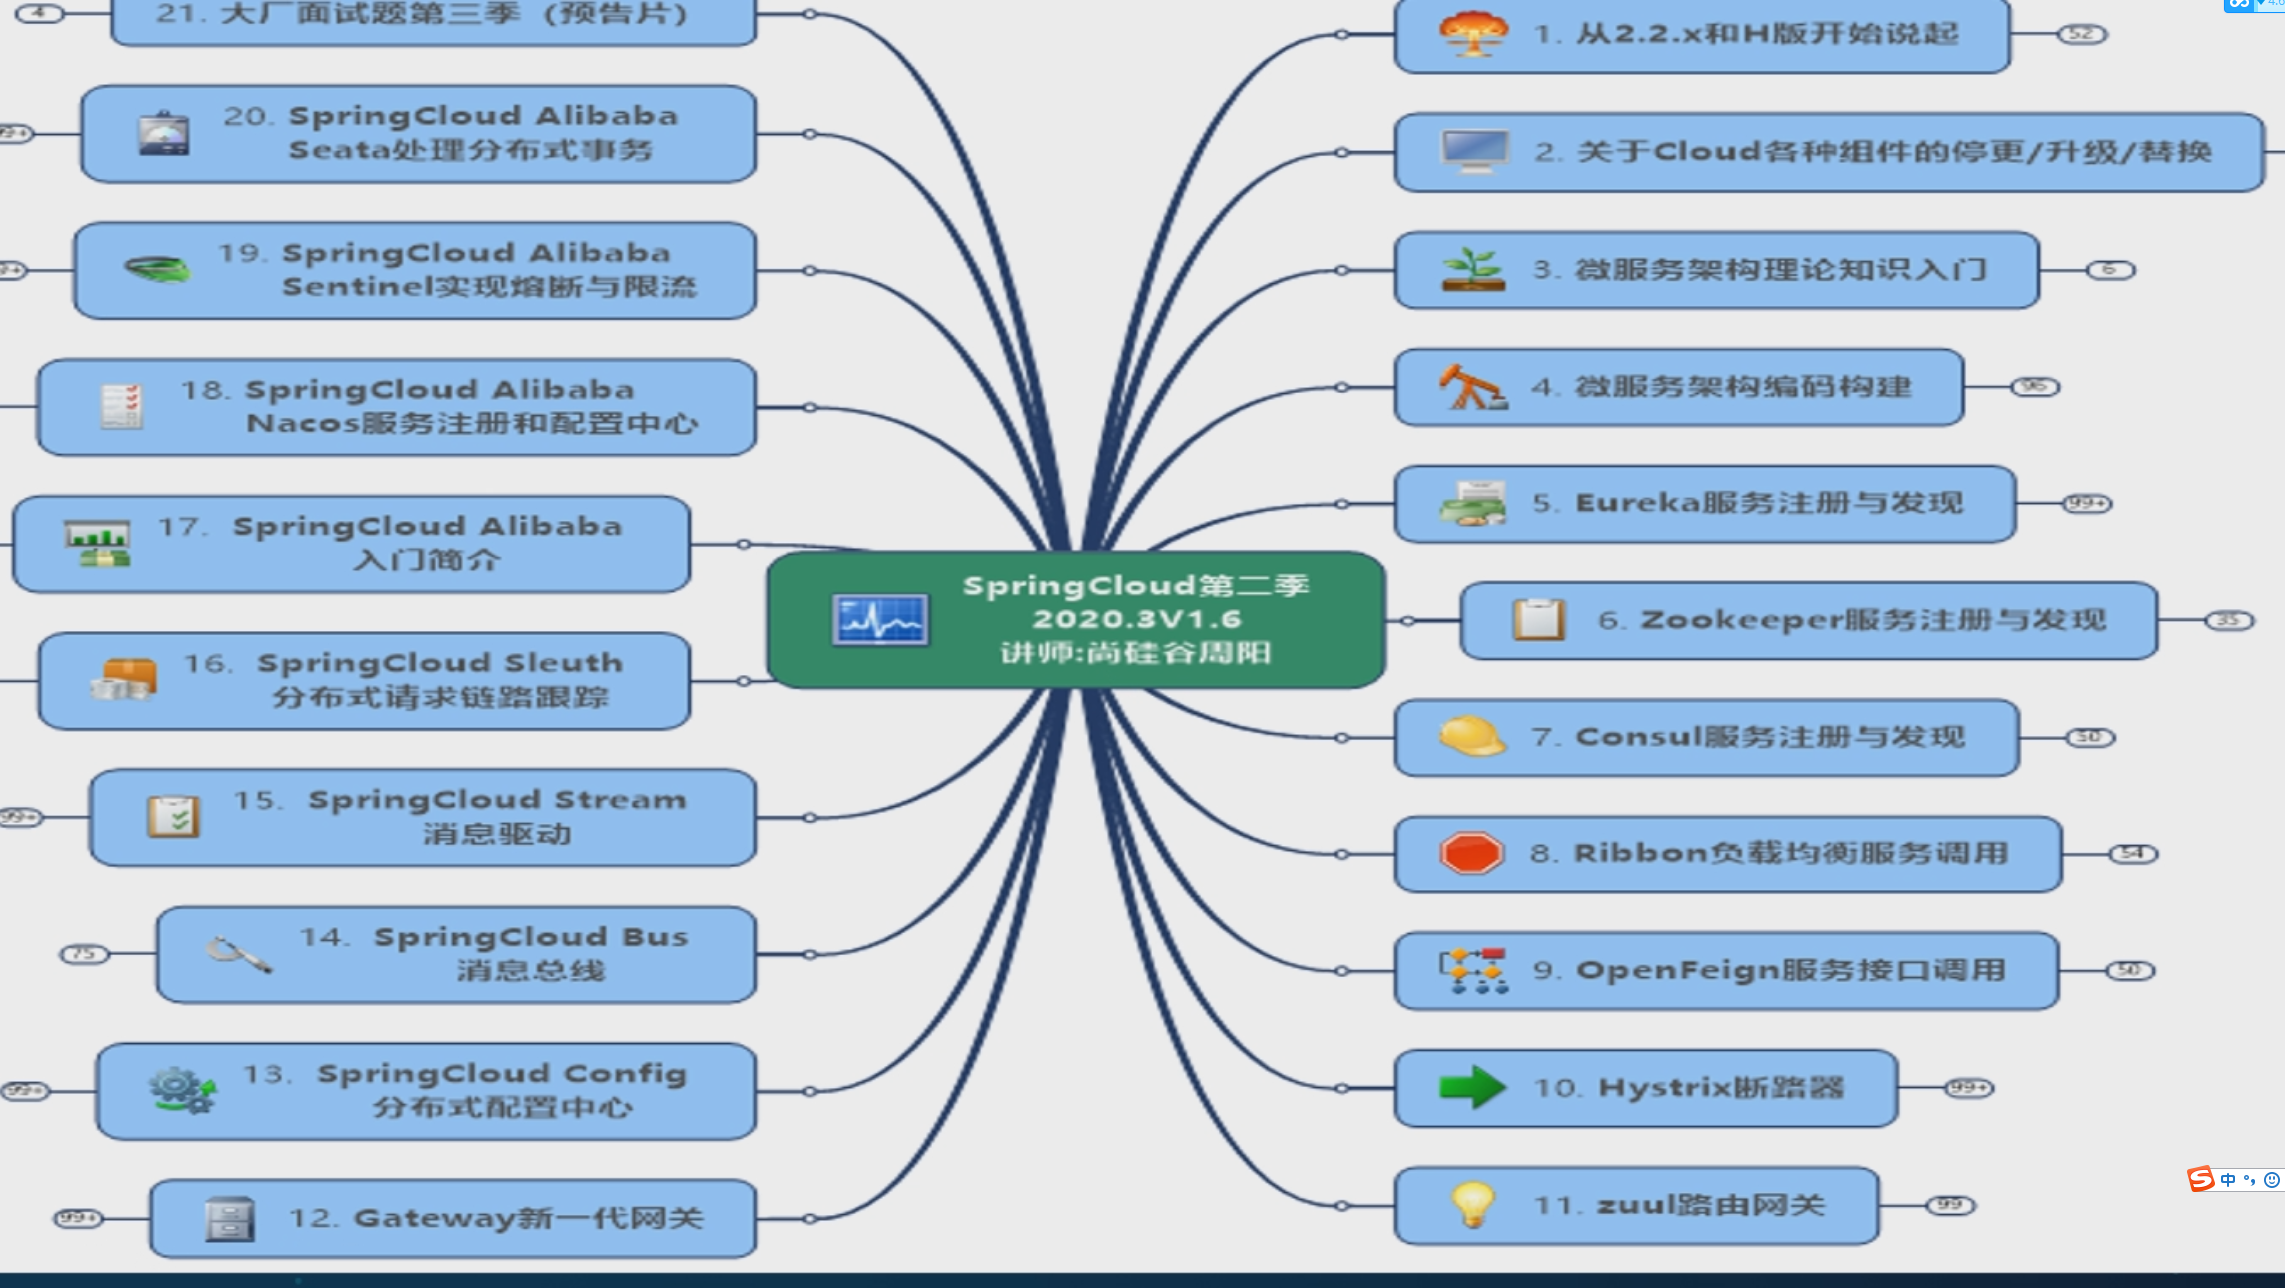 SpringCloud第二季
2020.3V1.6
讲师:尚硅谷周阳
1. 从2.2.x和H版开始说起
52
2. 关于Cloud各种组件的停更/升级/替换
3. 微服务架构理论知识入门
6
4. 微服务架构编码构建
96
5. Eureka服务注册与发现
99+
6. Zookeeper服务注册与发现
35
7. Consul服务注册与发现
30
8. Ribbon负载均衡服务调用
54
9. OpenFeign服务接口调用
50
10. Hystrix断路器
99+
11. zuul路由网关
99
12. Gateway新一代网关
99+
13. SpringCloud Config
分布式配置中心
99+
14. SpringCloud Bus
消息总线
75
15. SpringCloud Stream
消息驱动
99+
16. SpringCloud Sleuth
分布式请求链路跟踪
17. SpringCloud Alibaba
入门简介
18. SpringCloud Alibaba
Nacos服务注册和配置中心
19. SpringCloud Alibaba
Sentinel实现熔断与限流
20. SpringCloud Alibaba
Seata处理分布式事务
21. 大厂面试题第三季（预告片）
4
中